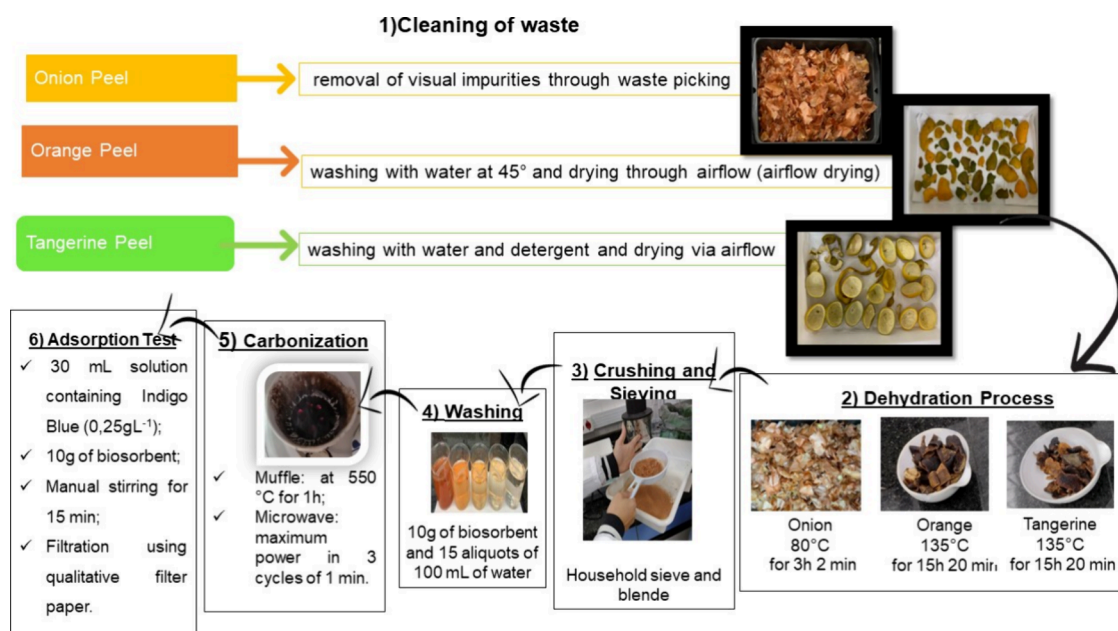 1)Cleaning of waste
Onion Peel
removal of visual impurities through waste picking
Orange Peel
washing with water at 45° and drying through airflow (airflow drying)
Tangerine Peel
washing with water and detergent and drying via airflow
2) Dehydration Process
Onion
80°C
for 3h 2 min
Orange
135°C
for 15h 20 min
Tangerine
135°C
for 15h 20 min
3) Crushing and
Sieving
Household sieve and
blende
4) Washing
10g of biosorbent
and 15 aliquots of
100 mL of water
5) Carbonization
✓ Muffle: at 550
°C for 1h;
✓ Microwave:
maximum
power in 3
cycles of 1 min.
6) Adsorption Test
✓ 30 mL solution
containing Indigo
Blue (0,25gL⁻¹);
✓ 10g of biosorbent;
✓ Manual stirring for
15 min;
✓ Filtration using
qualitative filter
paper.